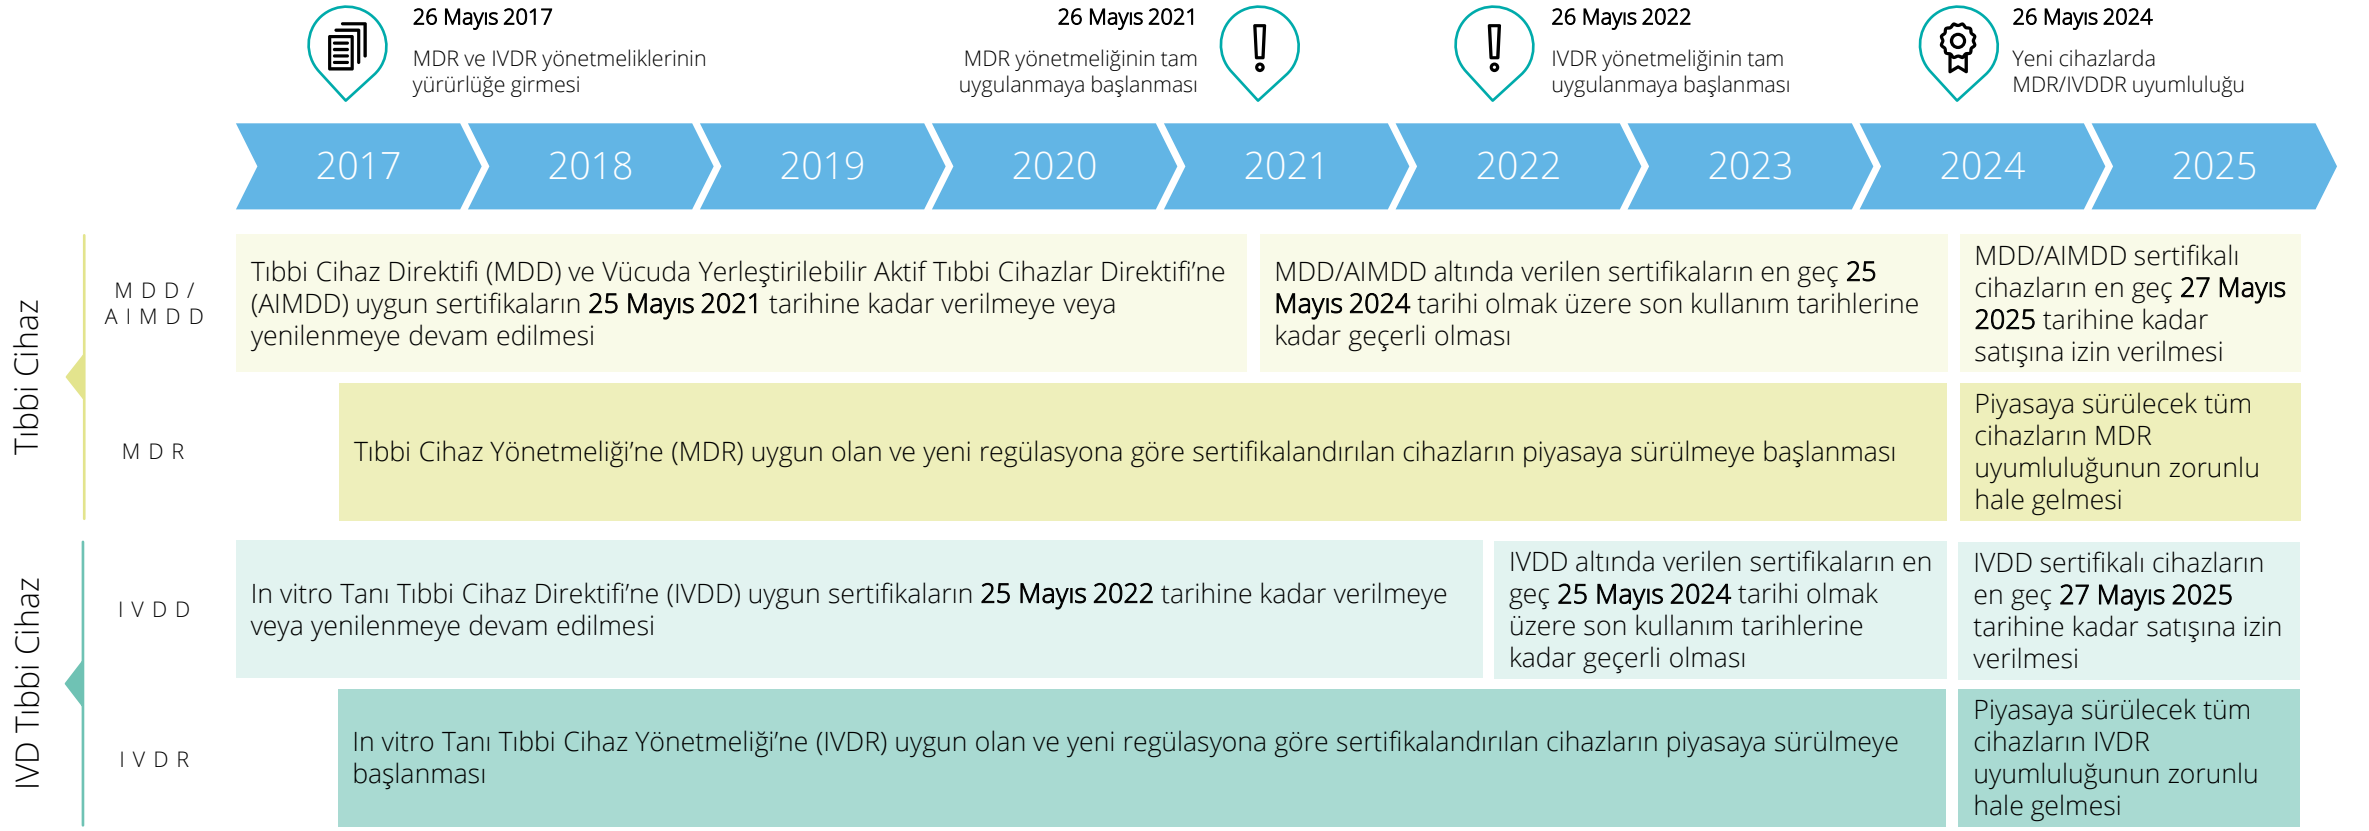 26 Mayıs 2017
MDR ve IVDR yönetmeliklerinin
yürürlüğe girmesi
26 Mayıs 2021
MDR yönetmeliğinin tam
uygulanmaya başlanması
26 Mayıs 2022
IVDR yönetmeliğinin tam
uygulanmaya başlanması
26 Mayıs 2024
Yeni cihazlarda
MDR/IVDDR uyumluluğu
2017
2018
2019
2020
2021
2022
2023
2024
2025
Tıbbi Cihaz
MDD/
AIMDD
Tıbbi Cihaz Direktifi (MDD) ve Vücuda Yerleştirilebilir Aktif Tıbbi Cihazlar Direktifi’ne
(AIMDD) uygun sertifikaların 25 Mayıs 2021 tarihine kadar verilmeye veya
yenilenmeye devam edilmesi
MDD/AIMDD altında verilen sertifikaların en geç 25
Mayıs 2024 tarihi olmak üzere son kullanım tarihlerine
kadar geçerli olması
MDD/AIMDD sertifikalı
cihazların en geç 27 Mayıs
2025 tarihine kadar
satışına izin verilmesi
MDR
Tıbbi Cihaz Yönetmeliği’ne (MDR) uygun olan ve yeni regülasyona göre sertifikalandırılan cihazların piyasaya sürülmeye başlanması
Piyasaya sürülecek tüm
cihazların MDR
uyumluluğunun zorunlu
hale gelmesi
IVD Tıbbi Cihaz
IVDD
In vitro Tanı Tıbbi Cihaz Direktifi’ne (IVDD) uygun sertifikaların 25 Mayıs 2022 tarihine kadar verilmeye
veya yenilenmeye devam edilmesi
IVDD altında verilen sertifikaların en
geç 25 Mayıs 2024 tarihi olmak
üzere son kullanım tarihlerine
kadar geçerli olması
IVDD sertifikalı cihazların
en geç 27 Mayıs 2025
tarihine kadar satışına izin
verilmesi
IVDR
In vitro Tanı Tıbbi Cihaz Yönetmeliği’ne (IVDR) uygun olan ve yeni regülasyona göre sertifikalandırılan cihazların piyasaya sürülmeye
başlanması
Piyasaya sürülecek tüm
cihazların IVDR
uyumluluğunun zorunlu
hale gelmesi